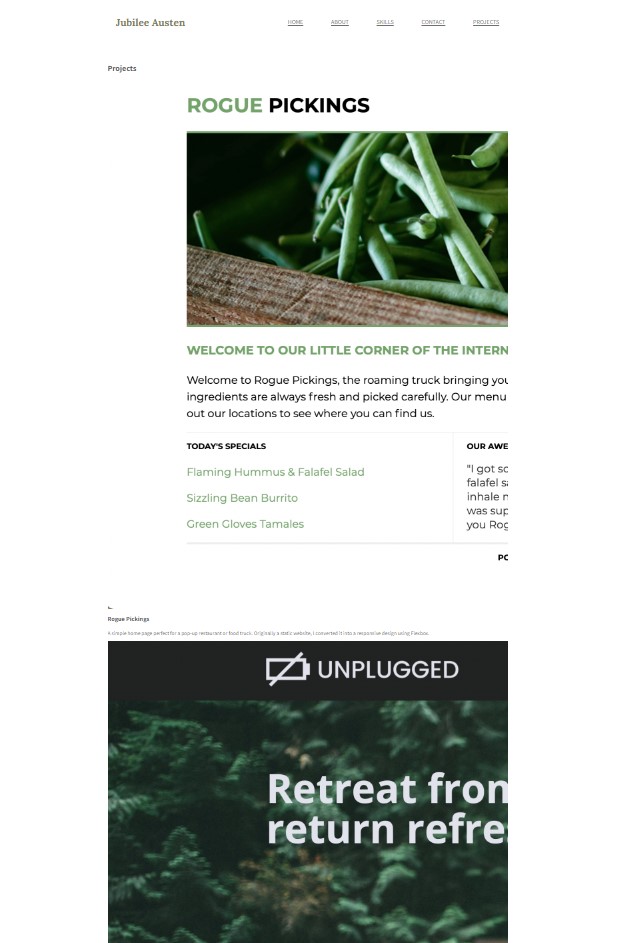 Jubilee Austen
HOME ABOUT SKILLS CONTACT PROJECTS
Projects
ROGUE PICKINGS
WELCOME TO OUR LITTLE CORNER OF THE INTERN
Welcome to Rogue Pickings, the roaming truck bringing you
ingredients are always fresh and picked carefully. Our menu
out our locations to see where you can find us.
TODAY'S SPECIALS
Flaming Hummus & Falafel Salad
Sizzling Bean Burrito
Green Gloves Tamales
OUR AWE
"I got so
falafel sa
inhale m
was sup
you Rog
PO
Rogue Pickings
A simple home page perfect for a pop-up restaurant or food truck. Originally a static website, I converted it into a responsive design using Flexbox.
UNPLUGGED
Retreat from
return refres